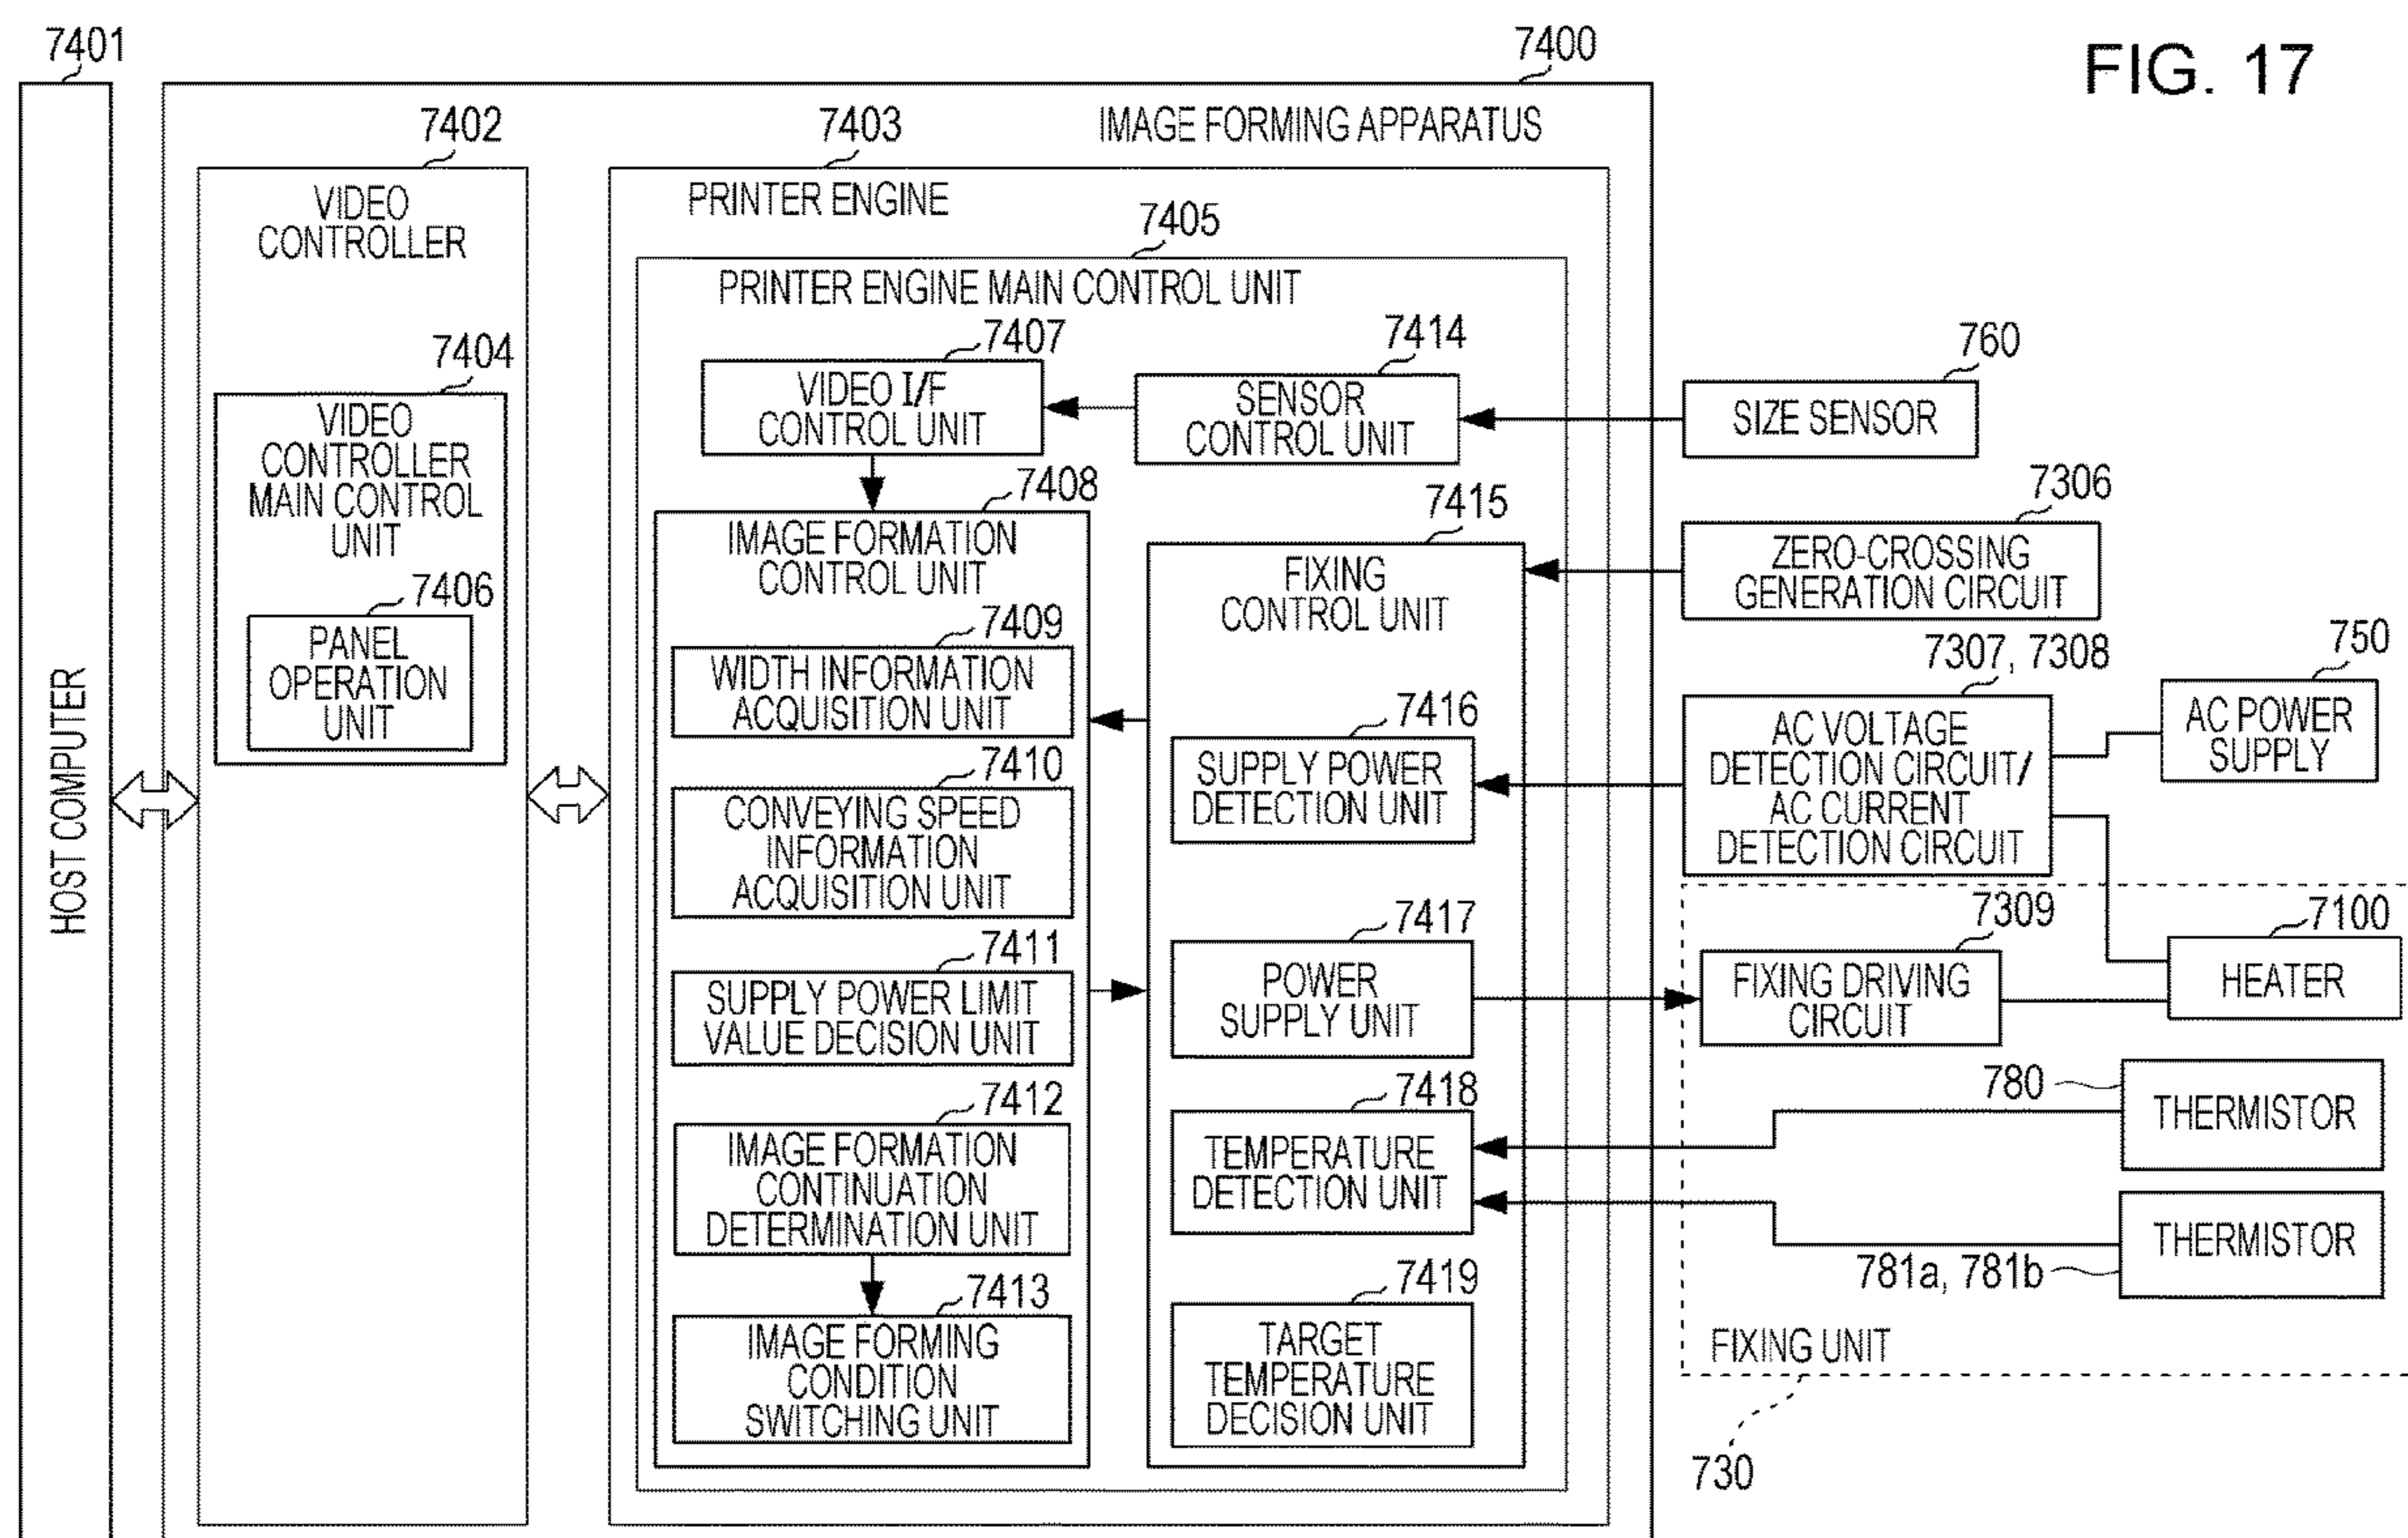 FIG. 17
7401
7400
IMAGE FORMING APPARATUS
HOST COMPUTER
7402
VIDEO
CONTROLLER
7404
VIDEO
CONTROLLER
MAIN CONTROL
UNIT
7406
PANEL
OPERATION
UNIT
7403
PRINTER ENGINE
7405
PRINTER ENGINE MAIN CONTROL UNIT
7407
VIDEO I/F
CONTROL UNIT
7414
SENSOR
CONTROL UNIT
7408
IMAGE FORMATION
CONTROL UNIT
7409
WIDTH INFORMATION
ACQUISITION UNIT
7410
CONVEYING SPEED
INFORMATION
ACQUISITION UNIT
7411
SUPPLY POWER LIMIT
VALUE DECISION UNIT
7412
IMAGE FORMATION
CONTINUATION
DETERMINATION UNIT
7413
IMAGE FORMING
CONDITION
SWITCHING UNIT
7415
FIXING
CONTROL UNIT
7416
SUPPLY POWER
DETECTION UNIT
7417
POWER
SUPPLY UNIT
7418
TEMPERATURE
DETECTION UNIT
7419
TARGET
TEMPERATURE
DECISION UNIT
760
SIZE SENSOR
7306
ZERO-CROSSING
GENERATION CIRCUIT
7307, 7308
AC VOLTAGE
DETECTION CIRCUIT/
AC CURRENT
DETECTION CIRCUIT
750
AC POWER
SUPPLY
7309
FIXING DRIVING
CIRCUIT
7100
HEATER
780
THERMISTOR
781a, 781b
THERMISTOR
FIXING UNIT
730